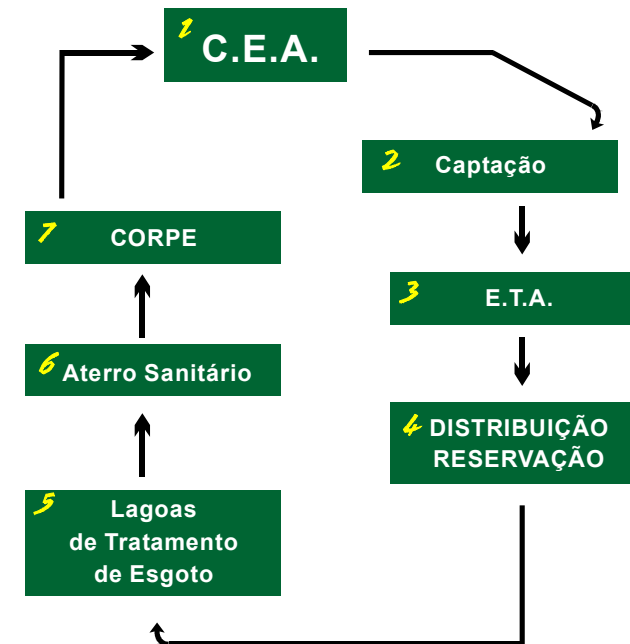 1 C.E.A.
2 Captação
3 E.T.A.
4 DISTRIBUIÇÃO
RESERVAÇÃO
5 Lagoas
de Tratamento
de Esgoto
6 Aterro Sanitário
7 CORPE